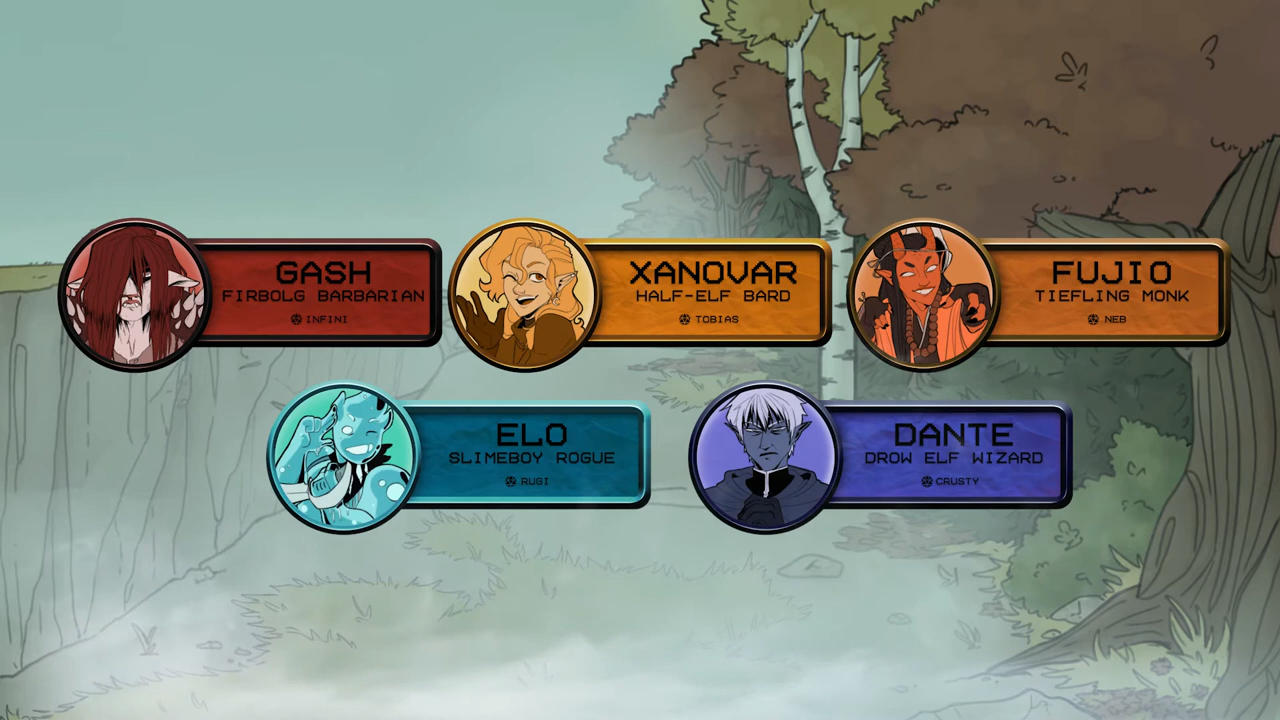 GASH
FIRBOLG BARBARIAN
INFINI
XANOVAR
HALF-ELF BARD
TOBIAS
FUJIO
TIEFLING MONK
NEB
ELO
SLIMEBOY ROGUE
RUGI
DANTE
DROW ELF WIZARD
CRUSTY